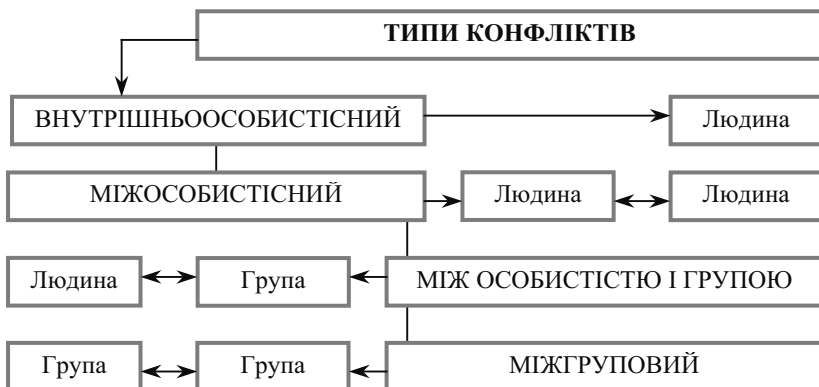 ТИПИ КОНФЛІКТІВ
ВНУТРІШНЬООСОБИСТІСНИЙ
Людина
МІЖОСОБИСТІСНИЙ
Людина
Людина
Людина
Група
МІЖ ОСОБИСТІСТЮ І ГРУПОЮ
Група
Група
МІЖГРУПОВИЙ